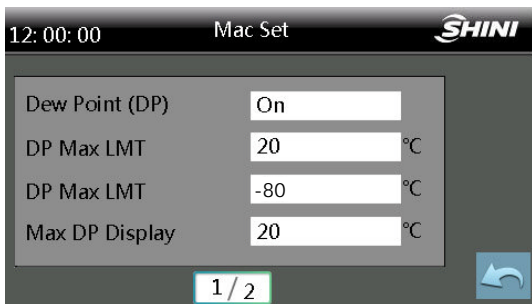 12: 00: 00 Mac Set SHINI
Dew Point (DP) On
DP Max LMT 20 ℃
DP Max LMT -80 ℃
Max DP Display 20 ℃
1/2